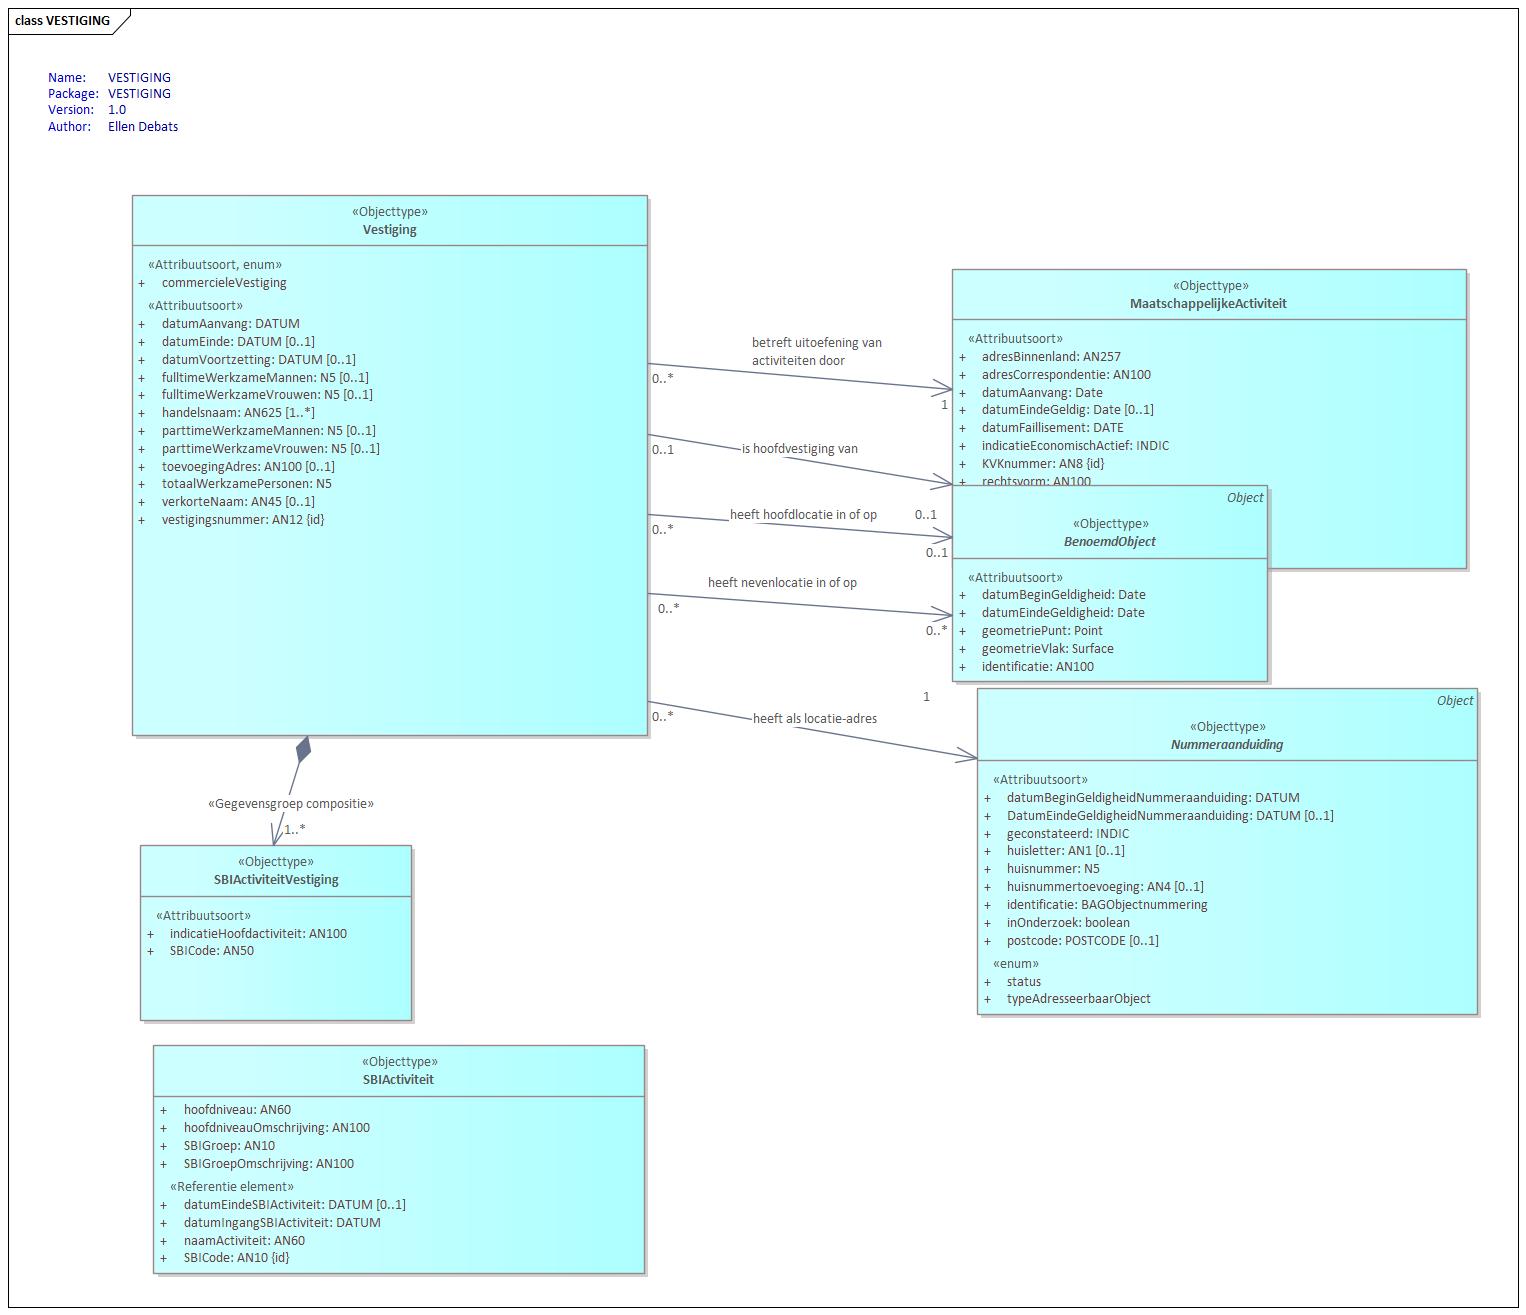 class VESTIGING
Name: VESTIGING
Package: VESTIGING
Version: 1.0
Author: Ellen Debats
«Objecttype»
Vestiging
«Attribuutsoort, enum»
+ commercieleVestiging
«Attribuutsoort»
+ datumAanvang: DATUM
+ datumEinde: DATUM [0..1]
+ datumVoortzetting: DATUM [0..1]
+ fulltimeWerkzameMannen: N5 [0..1]
+ fulltimeWerkzameVrouwen: N5 [0..1]
+ handelsnaam: AN625 [1..*]
+ parttimeWerkzameMannen: N5 [0..1]
+ parttimeWerkzameVrouwen: N5 [0..1]
+ toevoegingAdres: AN100 [0..1]
+ totaalWerkzamePersonen: N5
+ verkorteNaam: AN45 [0..1]
+ vestigingsnummer: AN12 {id}
betreft uitoefening van
activiteiten door
0..*
1
is hoofdvestiging van
0..1
0..1
heeft hoofdlocatie in of op
0..*
0..1
heeft nevenlocatie in of op
0..*
0..*
heeft als locatie-adres
0..*
1
«Objecttype»
MaatschappelijkeActiviteit
«Attribuutsoort»
+ adresBinnenland: AN257
+ adresCorrespondentie: AN100
+ datumAanvang: Date
+ datumEindeGeldig: Date [0..1]
+ datumFaillisement: DATE
+ indicatieEconomischActief: INDIC
+ KVKnummer: AN8 {id}
+ rechtsvorm: AN100
Object
«Objecttype»
BenoemdObject
«Attribuutsoort»
+ datumBeginGeldigheid: Date
+ datumEindeGeldigheid: Date
+ geometriePunt: Point
+ geometrieVlak: Surface
+ identificatie: AN100
Object
«Objecttype»
Nummeraanduiding
«Attribuutsoort»
+ datumBeginGeldigheidNummeraanduiding: DATUM
+ DatumEindeGeldigheidNummeraanduiding: DATUM [0..1]
+ geconstateerd: INDIC
+ huisletter: AN1 [0..1]
+ huisnummer: N5
+ huisnummertoevoeging: AN4 [0..1]
+ identificatie: BAGObjectnummering
+ inOnderzoek: boolean
+ postcode: POSTCODE [0..1]
«enum»
+ status
+ typeAdresseerbaarObject
«Gegevensgroep compositie»
1..*
«Objecttype»
SBIActiviteitVestiging
«Attribuutsoort»
+ indicatieHoofdactiviteit: AN100
+ SBICode: AN50
«Objecttype»
SBIActiviteit
+ hoofdniveau: AN60
+ hoofdniveauOmschrijving: AN100
+ SBIGroep: AN10
+ SBIGroepOmschrijving: AN100
«Referentie element»
+ datumEindeSBIActiviteit: DATUM [0..1]
+ datumIngangSBIActiviteit: DATUM
+ naamActiviteit: AN60
+ SBICode: AN10 {id}